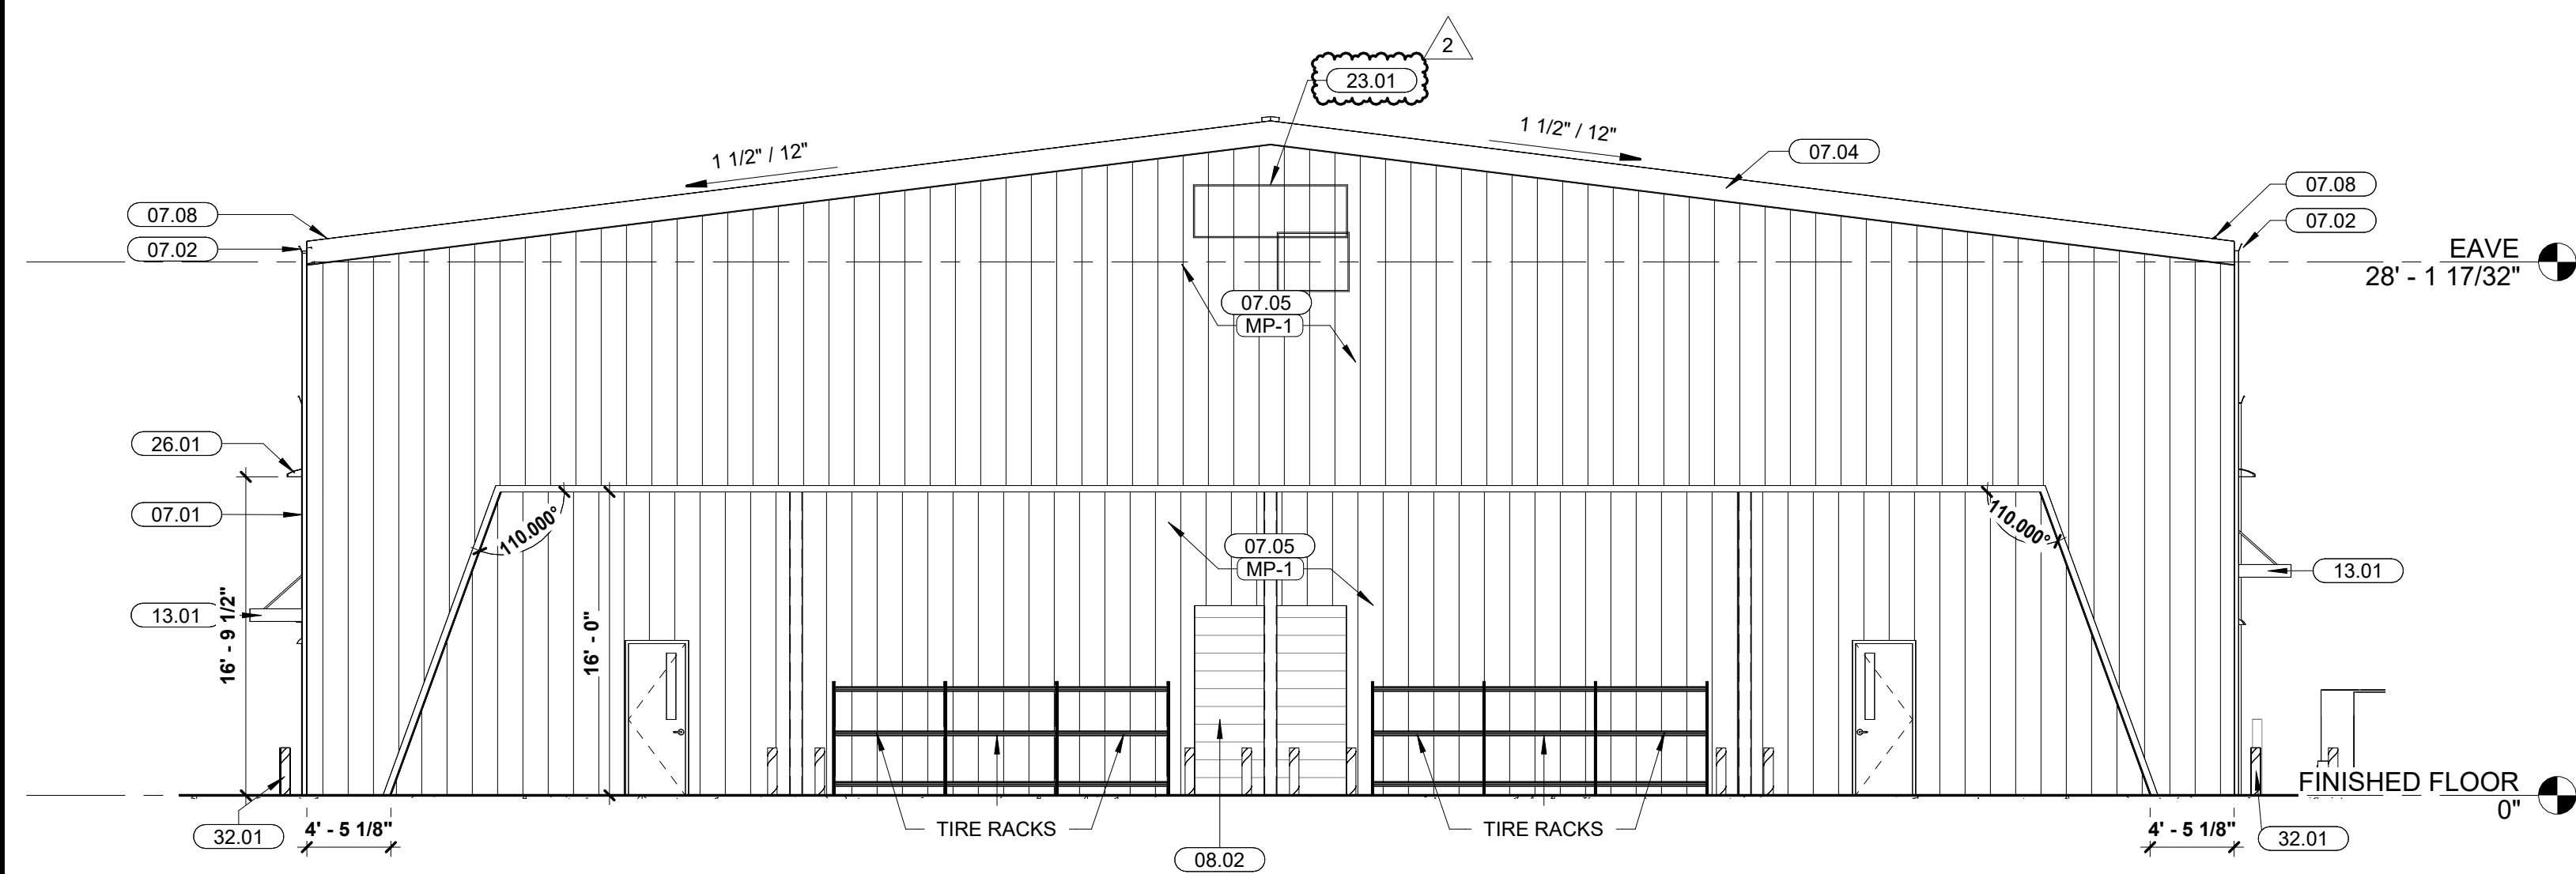 2
23.01
1 1/2" / 12"
1 1/2" / 12"
07.04
07.08
07.08
07.02
07.02
EAVE
28' - 1 17/32"
07.05
MP-1
26.01
07.01
110.000°
110.000°
07.05
MP-1
13.01
13.01
16' - 9 1/2"
16' - 0"
FINISHED FLOOR
0"
32.01
4' - 5 1/8"
TIRE RACKS
TIRE RACKS
4' - 5 1/8"
32.01
08.02